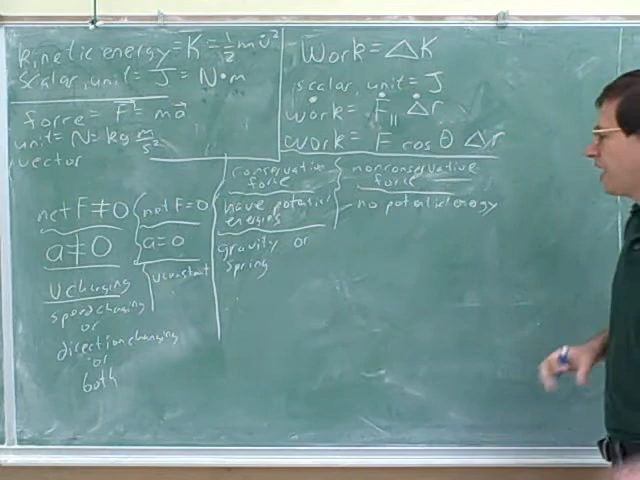 kinetic energy = K = 1/2 mv²
scalar, unit = J = N•m
force = F⃗ = ma⃗
unit = N = kg m/s²
vector
Work = ΔK
scalar, unit = J
work = F∥ Δr
work = F cos θ Δr
net F ≠ 0
a ≠ 0
v changing
speed changing
or
direction changing
or
both
net F = 0
a = 0
v constant
conservative
force
have potential
energies
gravity or
spring
nonconservative
force
no potential energy